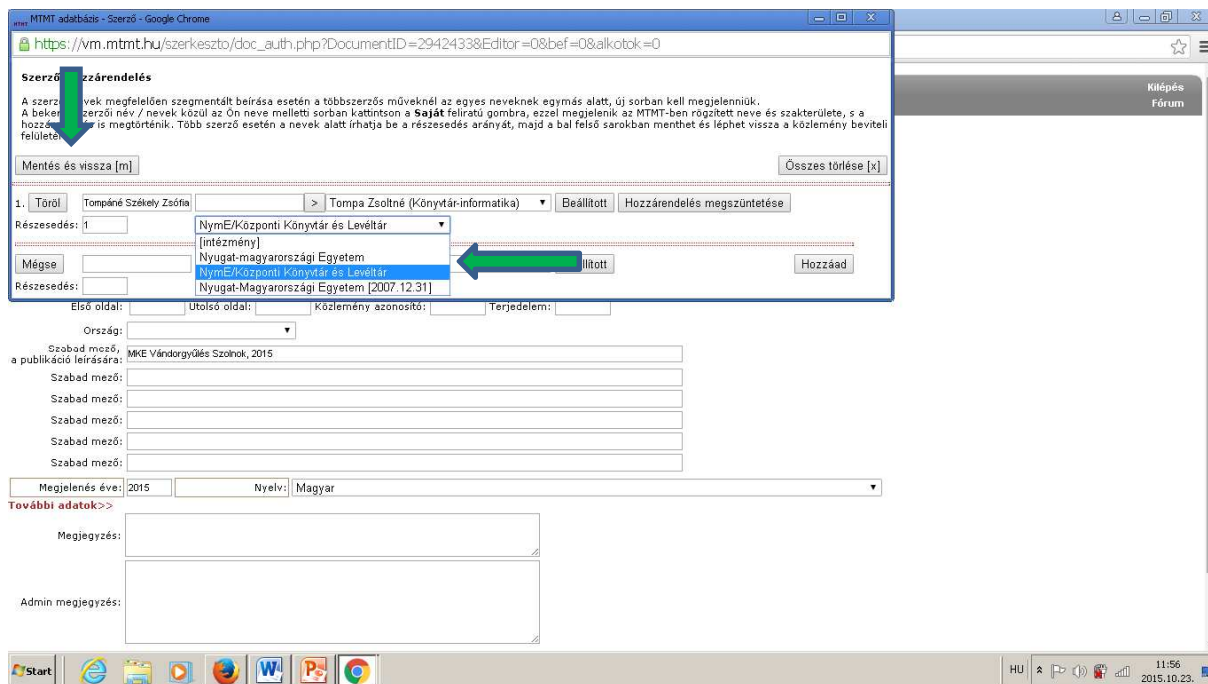 MTMT adatbázis - Szerző - Google Chrome
https://vm.mtmt.hu/szerkeszto/doc_auth.php?DocumentID=2942433&Editor=0&bef=0&alkotok=0
Kilépés
Fórum
A szerző evek megfelelően szegmentált beírása esetén a többszerzős műveknél az egyes neveknek egymás alatt, új sorban kell megjelenniük.
A beker zerzői név / nevek közül az Ön neve melletti sorban kattintson a Saját feliratú gombra, ezzel megjelenik az MTMT-ben rögzített neve és szakterülete, s a
hozzá és is megtörténik. Több szerző esetén a nevek alatt írhatja be a részesedés arányát, majd a bal felső sarokban menthet és léphet vissza a közlemény beviteli
Mentés és vissza [m]
Összes törlése [x]
1. Töröl Tompáné Székely Zsófia > Tompa Zsoltné (Könyvtár-informatika) Beállított Hozzárendelés megszüntetése
Részesedés: 1 NymE/Központi Könyvtár és Levéltár
[intézmény]
Nyugat-magyarországi Egyetem
NymE/Központi Könyvtár és Levéltár
Nyugat-Magyarországi Egyetem [2007.12.31]
Mégse llított Hozzáad
Részesedés:
Első oldal: Utolsó oldal: Közlemény azonosító: Terjedelem:
Ország:
Szabad mező,
a publikáció leírására: MKE Vándorgyűlés Szolnok, 2015
Szabad mező:
Szabad mező:
Szabad mező:
Szabad mező:
Szabad mező:
Megjelenés éve: 2015 Nyelv: Magyar
További adatok>>
Megjegyzés:
Admin megjegyzés:
Start HU 11:56
2015.10.23.